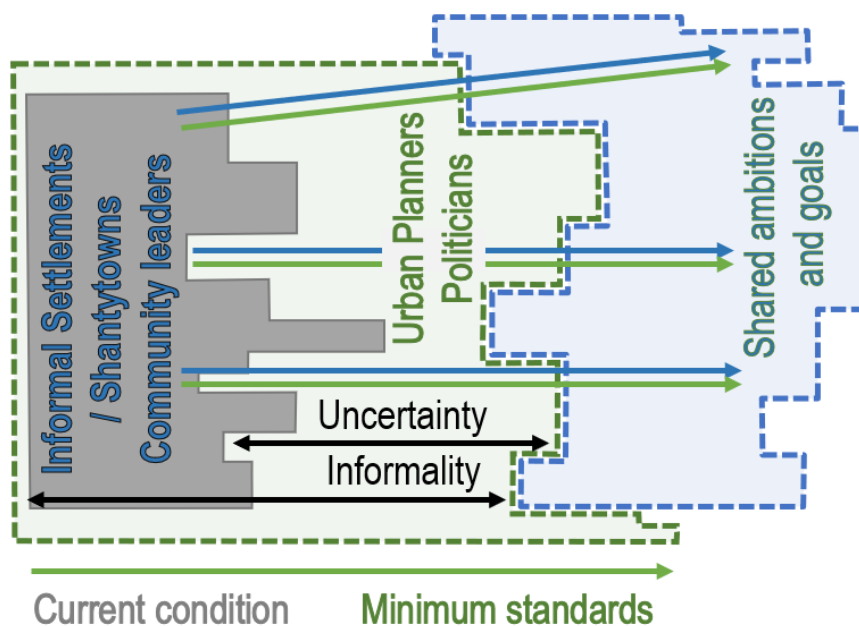 Informal Settlements
/ Shantytowns
Community leaders
Urban Planners
Politicians
Shared ambitions
and goals
Uncertainty
Informality
Current condition
Minimum standards